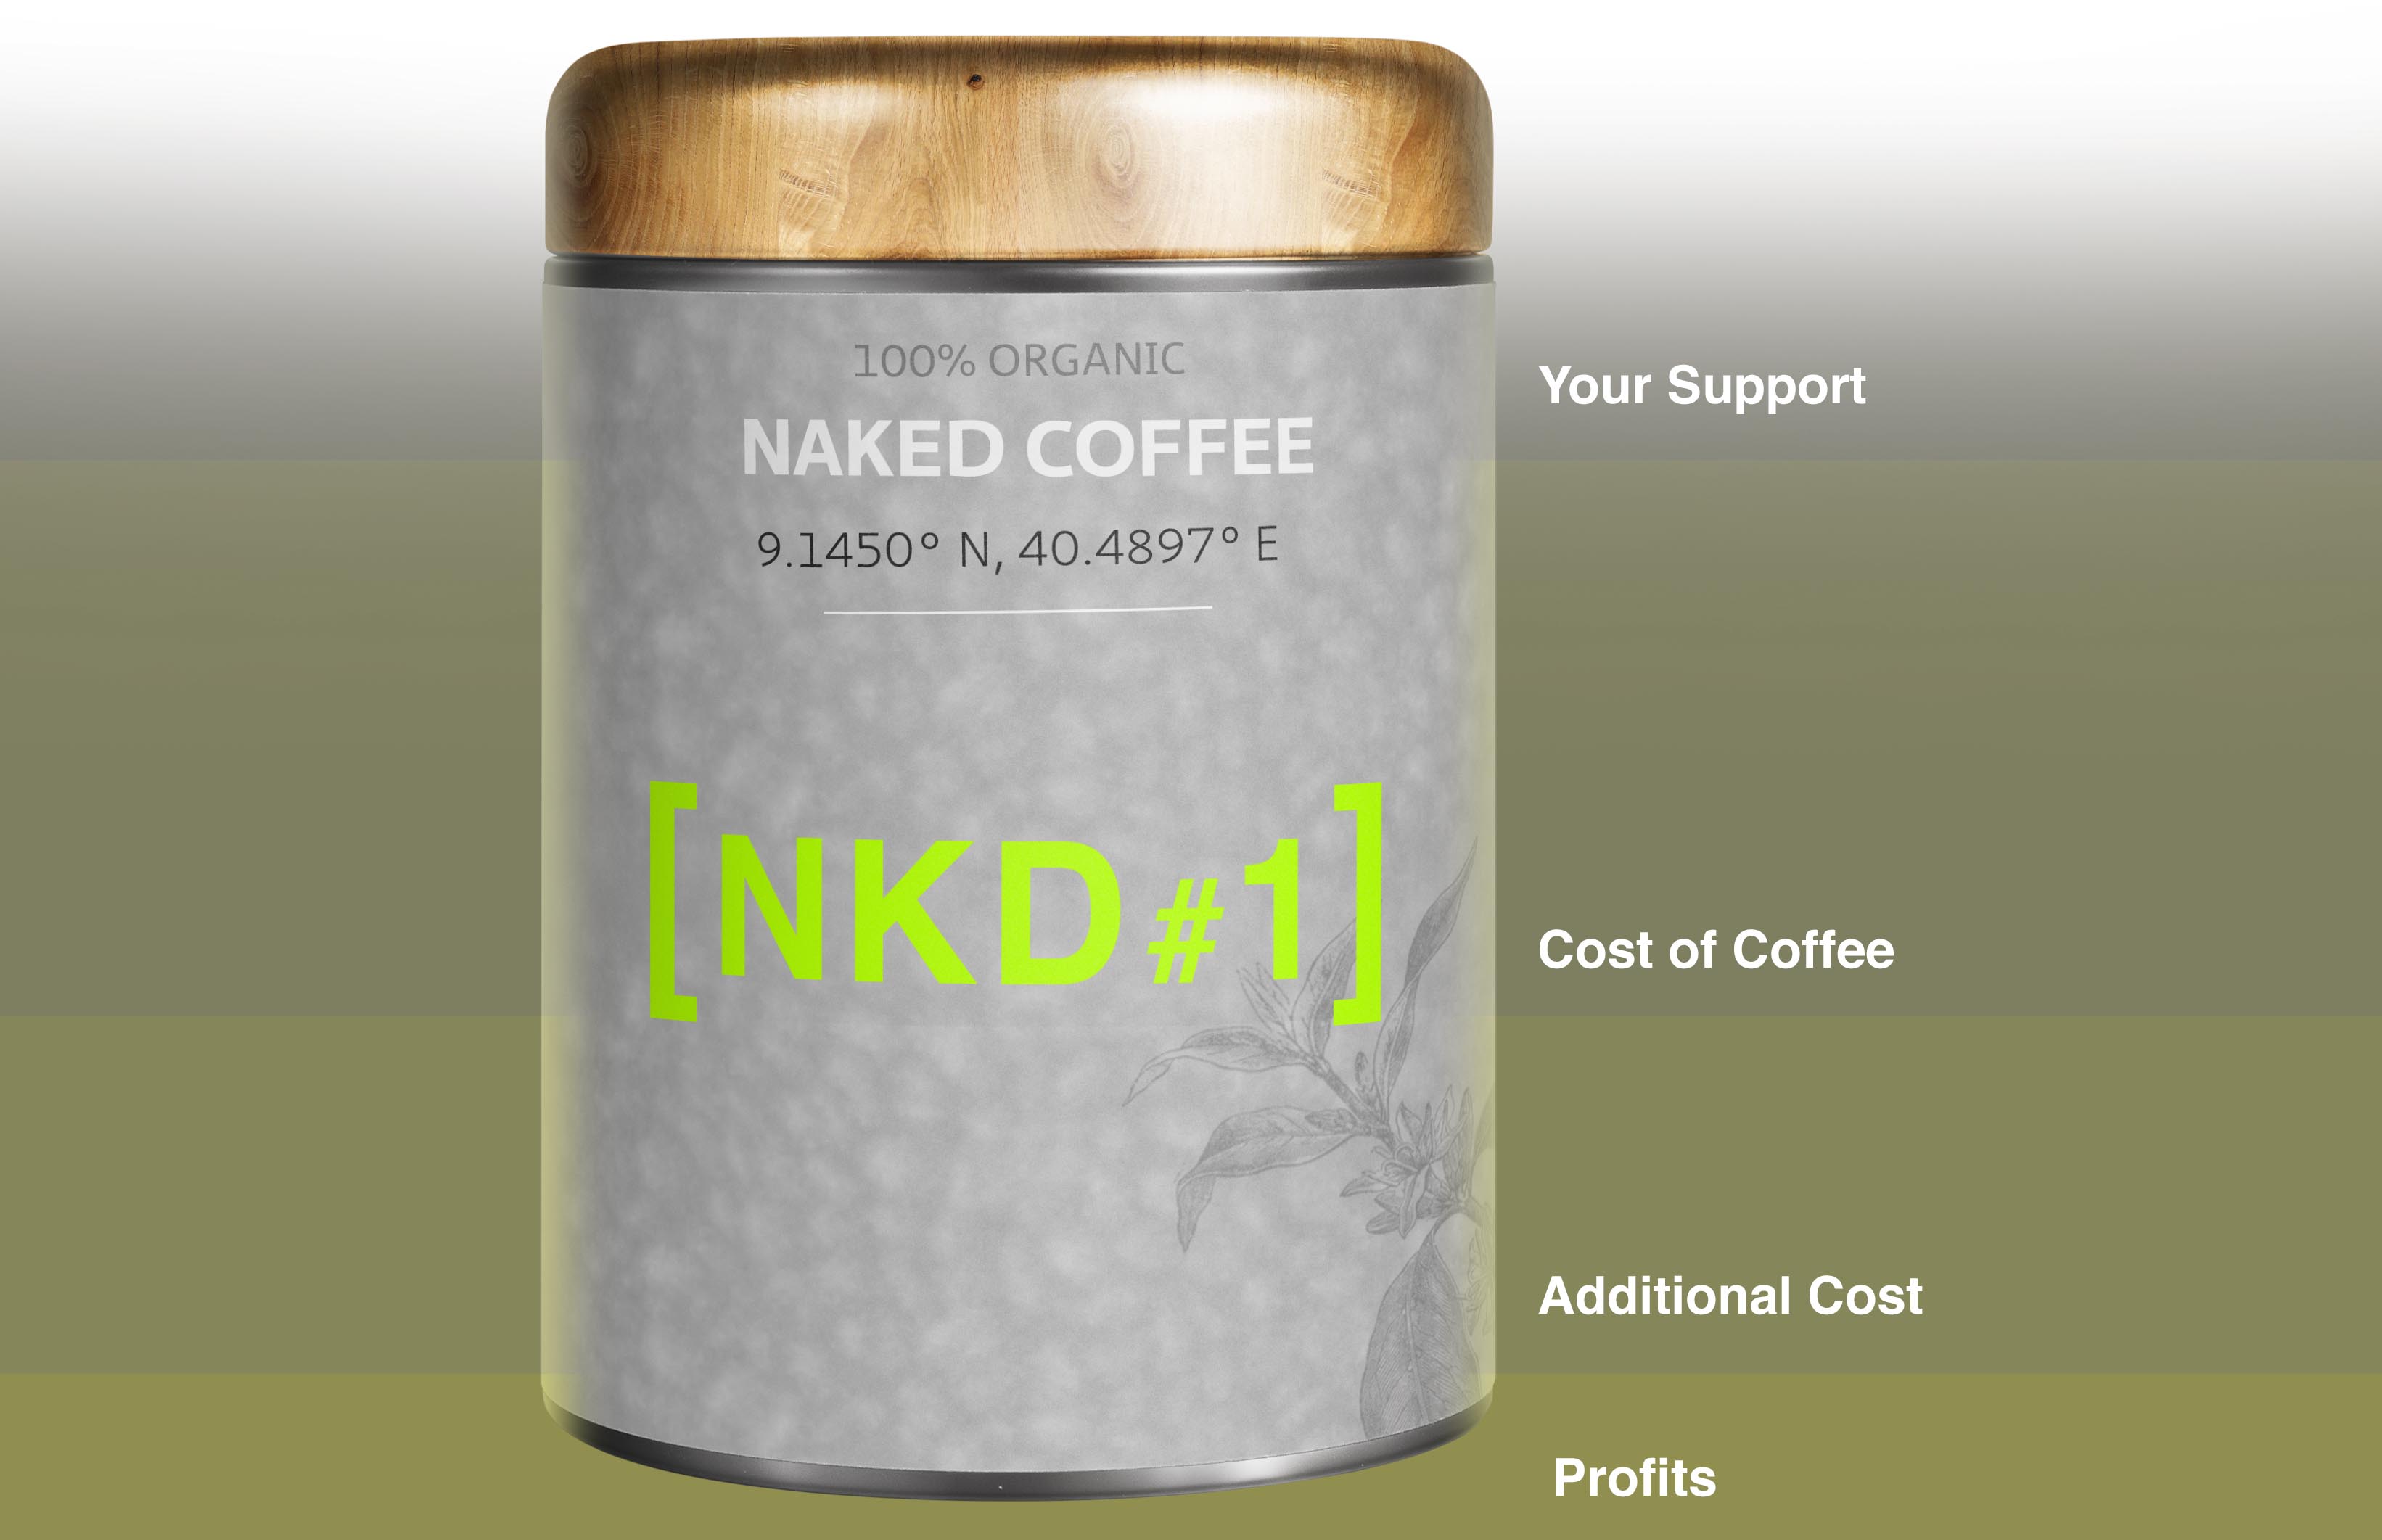 100% ORGANIC
NAKED COFFEE
9.1450° N, 40.4897° E
[NKD#1]
Your Support
Cost of Coffee
Additional Cost
Profits